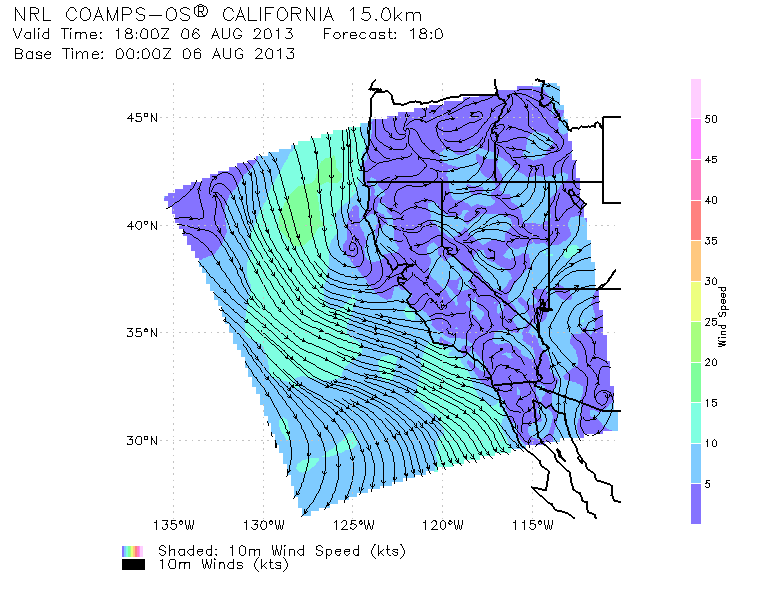 NRL COAMPS-OS® CALIFORNIA 15.0km
Valid Time: 18:00Z 06 AUG 2013 Forecast: 18:0
Base Time: 00:00Z 06 AUG 2013
45°N
40°N
35°N
30°N
135°W 130°W 125°W 120°W 115°W
50
45
40
35
30
25
20
15
10
5
Wind Speed
Shaded: 10m Wind Speed (kts)
10m Winds (kts)